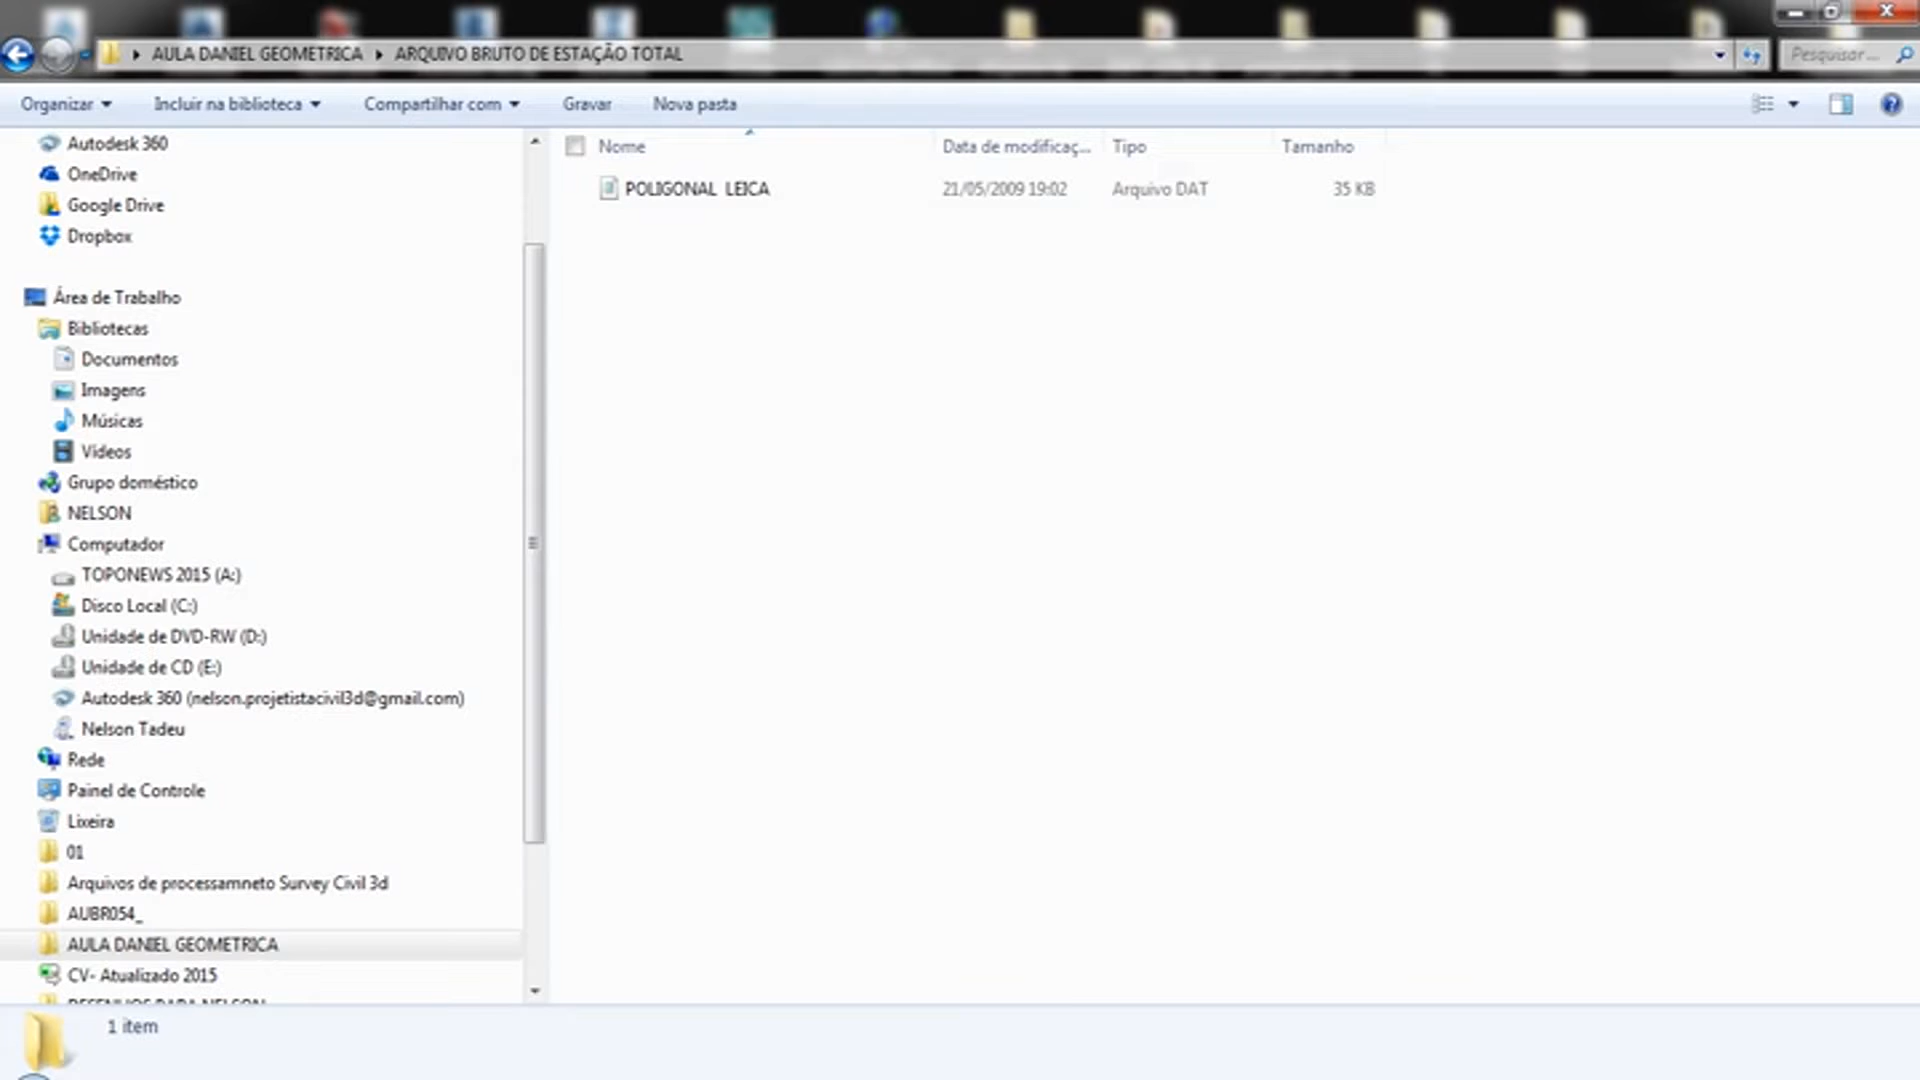 AULA DANIEL GEOMETRICA ARQUIVO BRUTO DE ESTAÇÃO TOTAL
Pesquisar...
Organizar Incluir na biblioteca Compartilhar com Gravar Nova pasta
Nome Data de modificaç... Tipo Tamanho
POLIGONAL LEICA 21/05/2009 19:02 Arquivo DAT 35 KB
Autodesk 360
OneDrive
Google Drive
Dropbox
Área de Trabalho
Bibliotecas
Documentos
Imagens
Músicas
Vídeos
Grupo doméstico
NELSON
Computador
TOPONEWS 2015 (A:)
Disco Local (C:)
Unidade de DVD-RW (D:)
Unidade de CD (E:)
Autodesk 360 (nelson.projetistacivil3d@gmail.com)
Nelson Tadeu
Rede
Painel de Controle
Lixeira
01
Arquivos de processamneto Survey Civil 3d
AUBR054_
AULA DANIEL GEOMETRICA
CV- Atualizado 2015
DESENHOS PARA NELSON
1 item